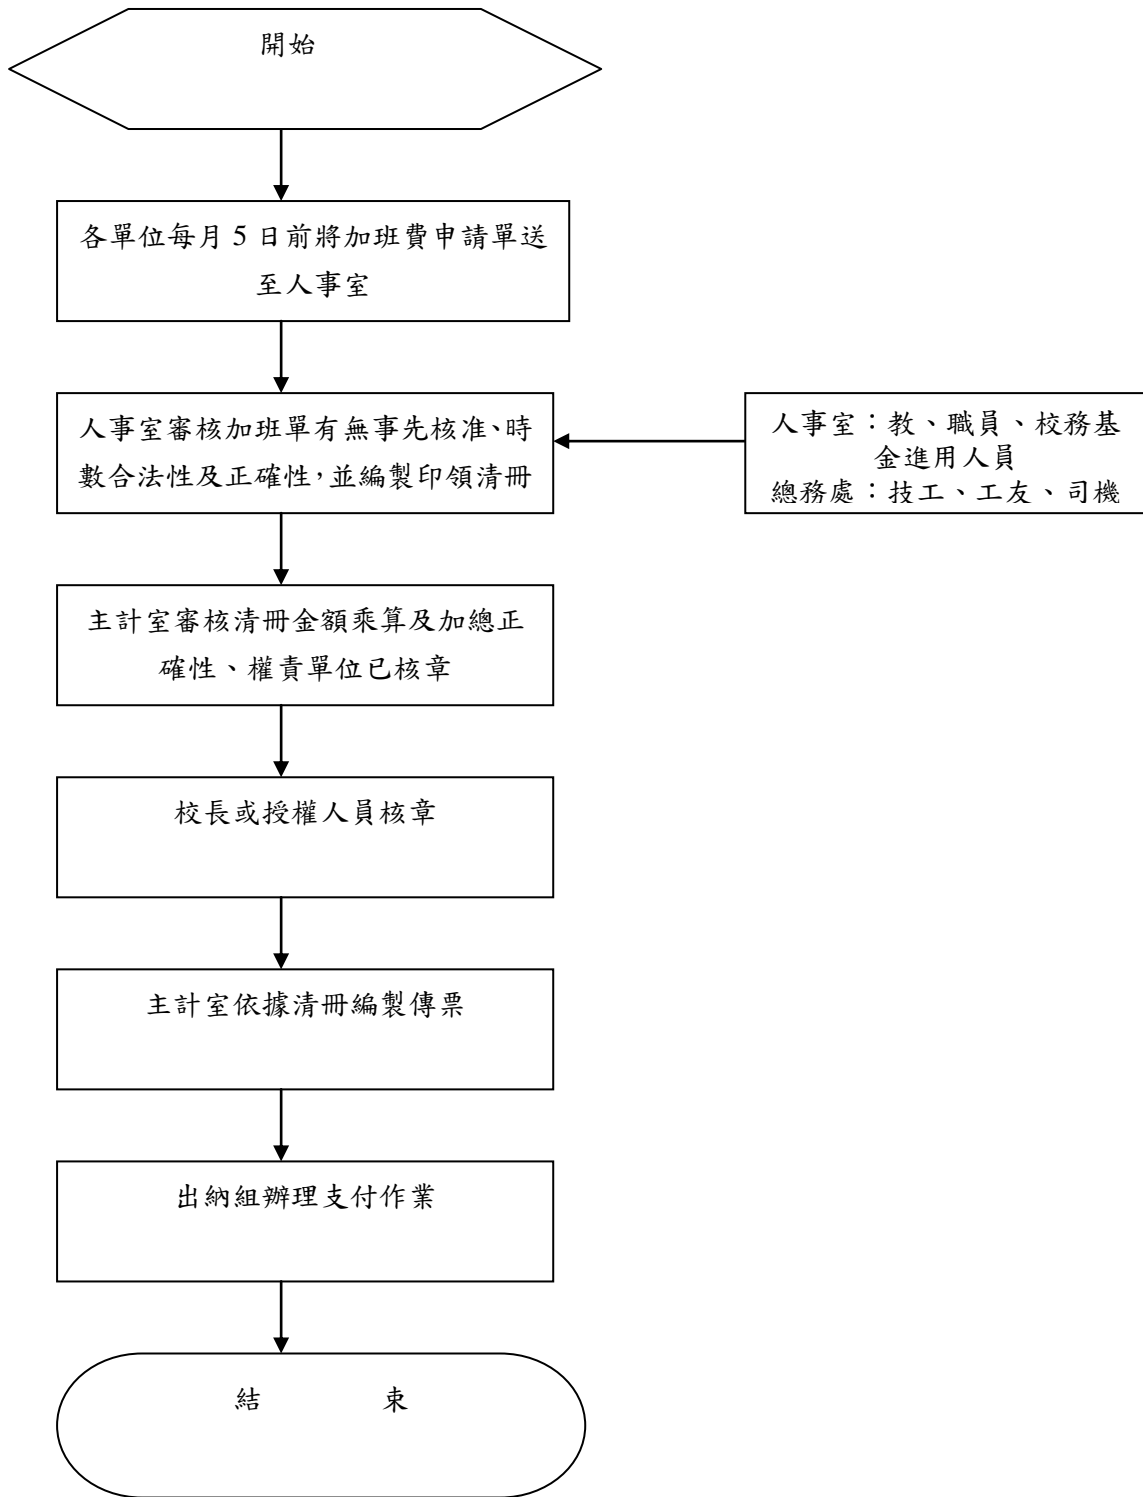 開始
各單位每月 5 日前將加班費申請單送
至人事室
人事室審核加班單有無事先核准、時
數合法性及正確性，並編製印領清冊
人事室：教、職員、校務基
金進用人員
總務處：技工、工友、司機
主計室審核清冊金額乘算及加總正
確性、權責單位已核章
校長或授權人員核章
主計室依據清冊編製傳票
出納組辦理支付作業
結 束